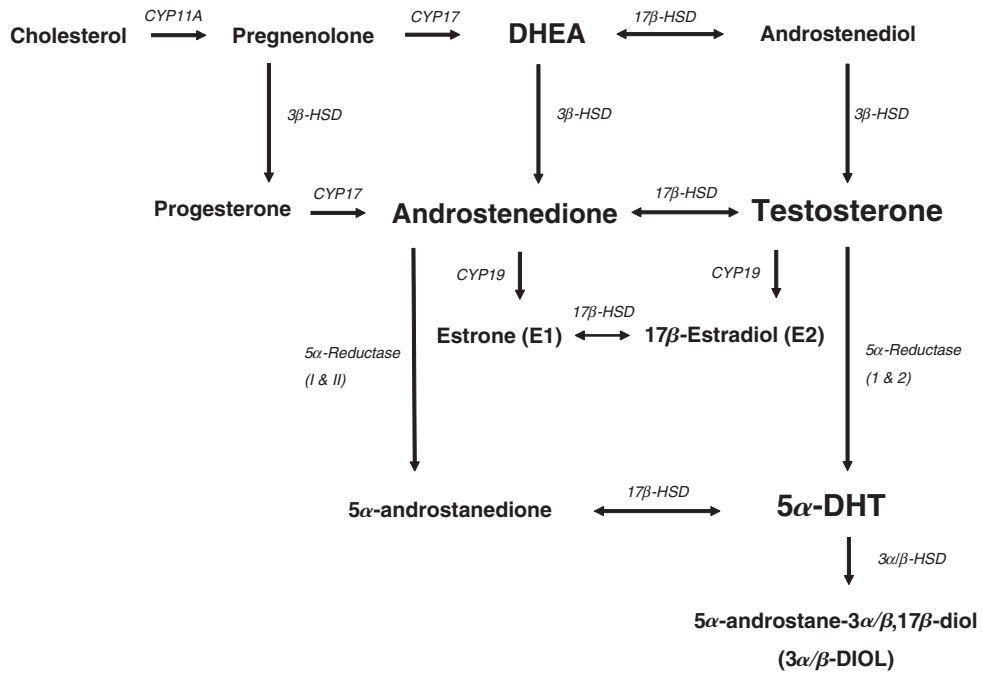 CYP11A
CYP17
17β-HSD
Cholesterol
Pregnenolone
DHEA
Androstenediol
3β-HSD
3β-HSD
3β-HSD
CYP17
17β-HSD
Progesterone
Androstenedione
Testosterone
CYP19
CYP19
17β-HSD
Estrone (E1)
17β-Estradiol (E2)
5α-Reductase
(I & II)
5α-Reductase
(1 & 2)
17β-HSD
5α-androstanedione
5α-DHT
3α/β-HSD
5α-androstane-3α/β,17β-diol
(3α/β-DIOL)